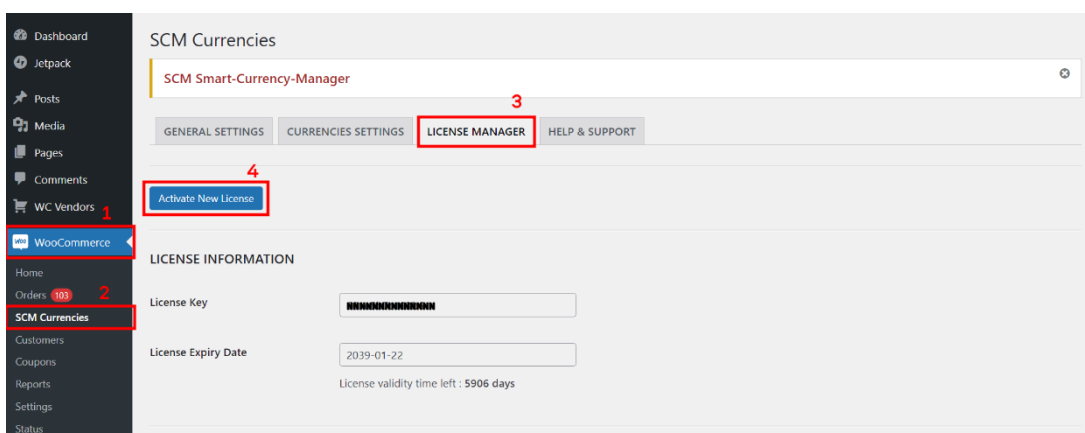 Dashboard
Jetpack
Posts
Media
Pages
Comments
WC Vendors
1
Woo WooCommerce
Home
Orders 103
2
SCM Currencies
Customers
Coupons
Reports
Settings
Status
SCM Currencies
SCM Smart-Currency-Manager
3
GENERAL SETTINGS CURRENCIES SETTINGS LICENSE MANAGER HELP & SUPPORT
4
Activate New License
LICENSE INFORMATION
License Key
License Expiry Date 2039-01-22
License validity time left : 5906 days